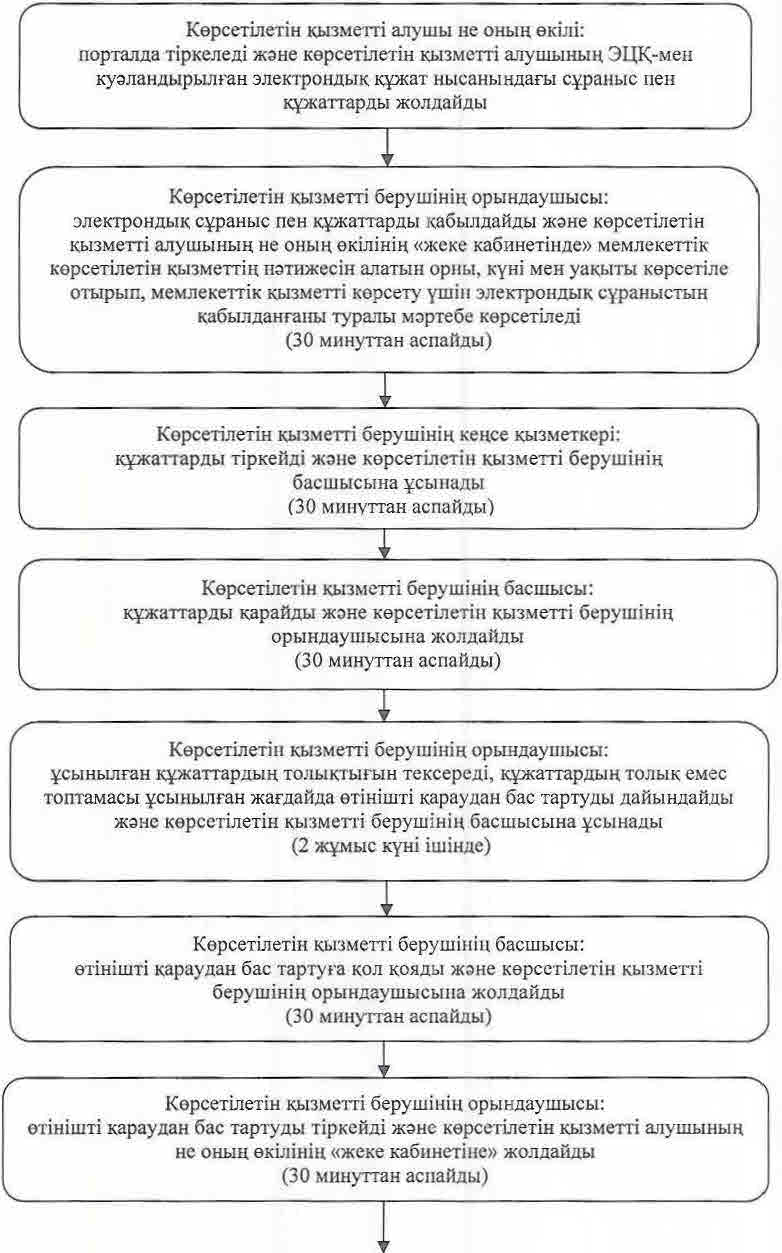 Көрсетілетін қызметті алушы не оның өкілі:
порталда тіркеледі және көрсетілетін қызметті алушының ЭЦҚ-мен
куәландырылған электрондық құжат нысанындағы сұраныс пен
құжаттарды жолдайды
Көрсетілетін қызметті берушінің орындаушысы:
электрондық сұраныс пен құжаттарды қабылдайды және көрсетілетін
қызметті алушының не оның өкілінің «жеке кабинетінде» мемлекеттік
көрсетілетін қызметтің нәтижесін алатын орны, күні мен уақыты көрсетіле
отырып, мемлекеттік қызметті көрсету үшін электрондық сұраныстын
қабылданғаны туралы мәртебе көрсетіледі
(30 минуттан аспайды)
Көрсетілетін қызметті берушінің кеңсе қызметкері:
құжаттарды тіркейді және көрсетілетін қызметті берушінің
басшысына ұсынады
(30 минуттан аспайды)
Көрсетілетін қызметті берушінің басшысы:
құжаттарды қарайды және көрсетілетін қызметті берушінің
орындаушысына жолдайды
(30 минуттан аспайды)
Көрсетілетін қызметті берушінің орындаушысы:
ұсынылған құжаттардың толықтығын тексереді, құжаттардың толық емес
топтамасы ұсынылған жағдайда өтінішті қараудан бас тартуды дайындайды
және көрсетілетін қызметті берушінің басшысына ұсынады
(2 жұмыс күні ішінде)
Көрсетілетін қызметті берушінің басшысы:
өтінішті қараудан бас тартуға қол қояды және көрсетілетін қызметті
берушінің орындаушысына жолдайды
(30 минуттан аспайды)
Көрсетілетін қызметті берушінің орындаушысы:
өтінішті қараудан бас тартуды тіркейді және көрсетілетін қызметті алушының
не оның өкілінің «жеке кабинетіне» жолдайды
(30 минуттан аспайды)